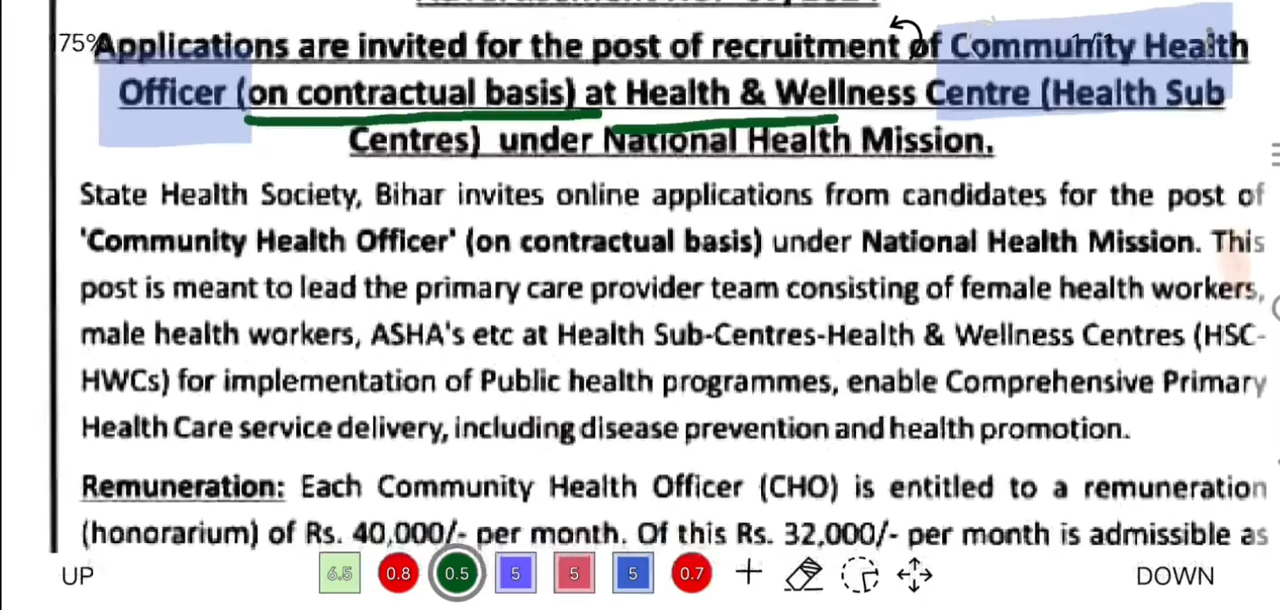 75%
Applications are invited for the post of recruitment of Community Health
Officer (on contractual basis) at Health & Wellness Centre (Health Sub
Centres) under National Health Mission.
State Health Society, Bihar invites online applications from candidates for the post of
'Community Health Officer' (on contractual basis) under National Health Mission. This
post is meant to lead the primary care provider team consisting of female health workers,
male health workers, ASHA's etc at Health Sub-Centres-Health & Wellness Centres (HSC-
HWCs) for implementation of Public health programmes, enable Comprehensive Primary
Health Care service delivery, including disease prevention and health promotion.
Remuneration: Each Community Health Officer (CHO) is entitled to a remuneration
(honorarium) of Rs. 40,000/- per month. Of this Rs. 32,000/- per month is admissible as
UP 6.5 0.8 0.5 5 5 5 0.7 DOWN